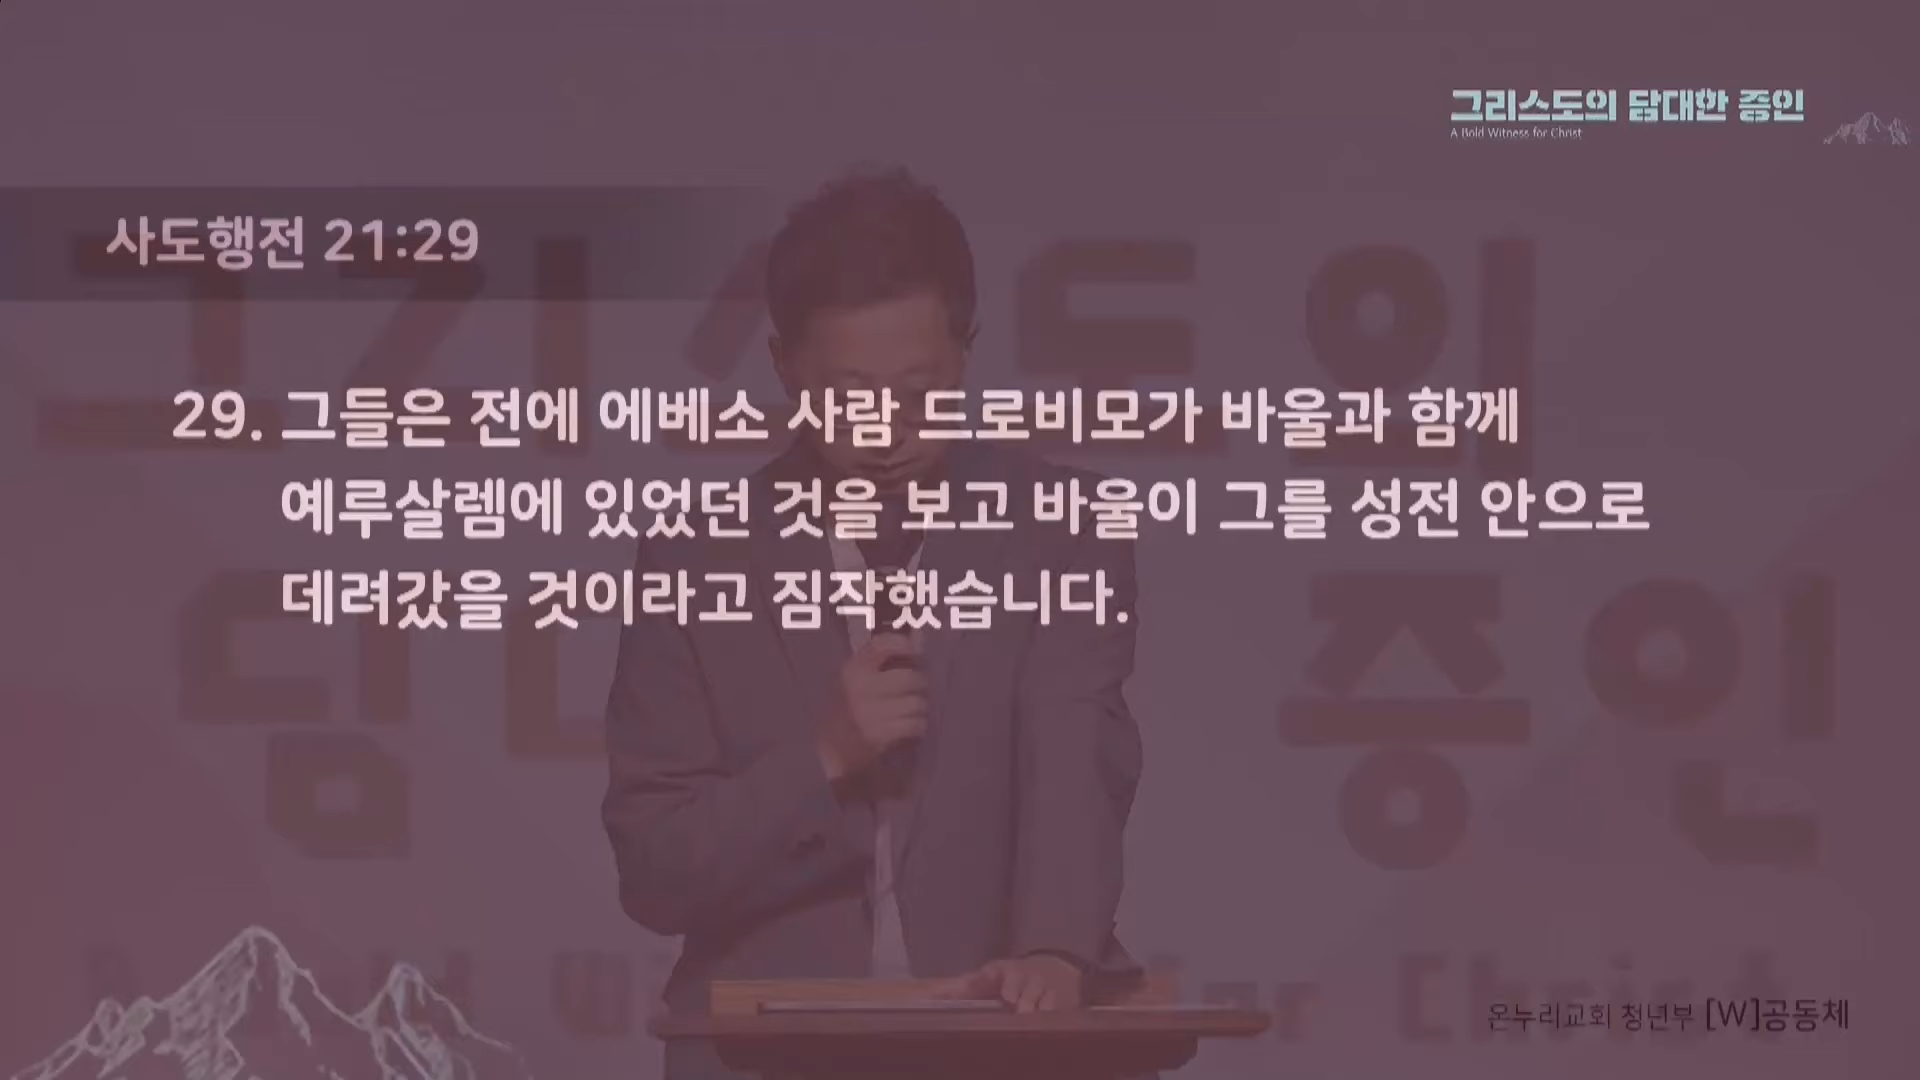 그리스도의 담대한 증인
A Bold Witness for Christ
사도행전 21:29
29. 그들은 전에 에베소 사람 드로비모가 바울과 함께
예루살렘에 있었던 것을 보고 바울이 그를 성전 안으로
데려갔을 것이라고 짐작했습니다.
온누리교회 청년부 [W]공동체